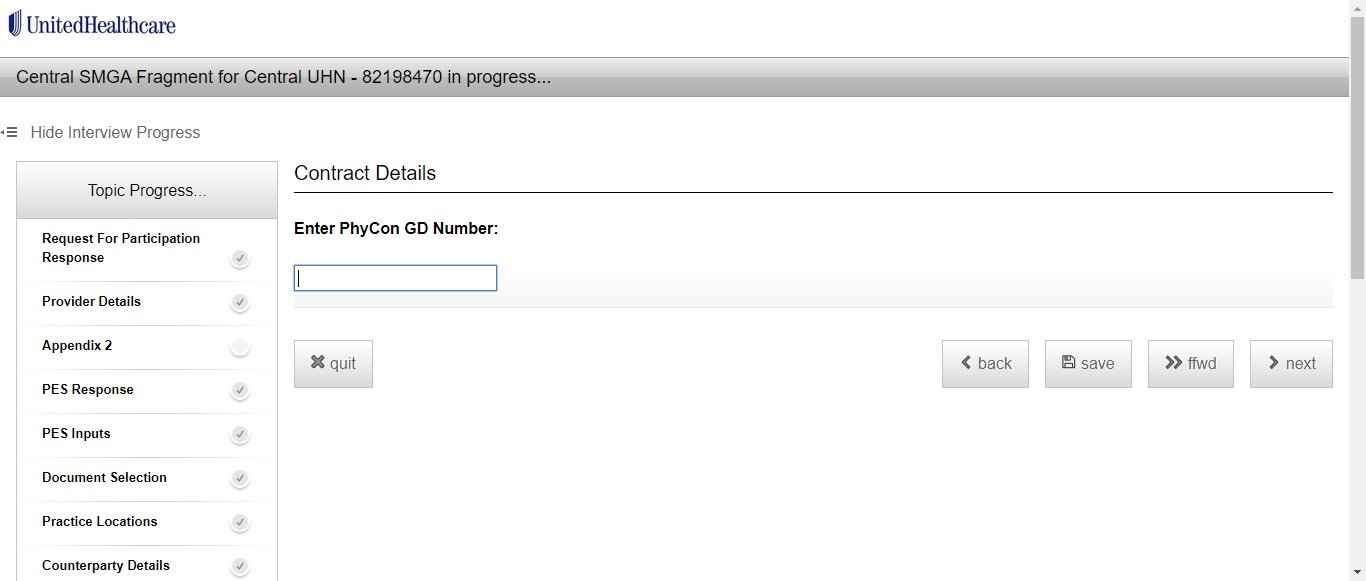 UnitedHealthcare
Central SMGA Fragment for Central UHN - 82198470 in progress...
Hide Interview Progress
Topic Progress...
Request For Participation
Response
Provider Details
Appendix 2
PES Response
PES Inputs
Document Selection
Practice Locations
Counterparty Details
Contract Details
Enter PhyCon GD Number:
quit
back
save
ffwd
next